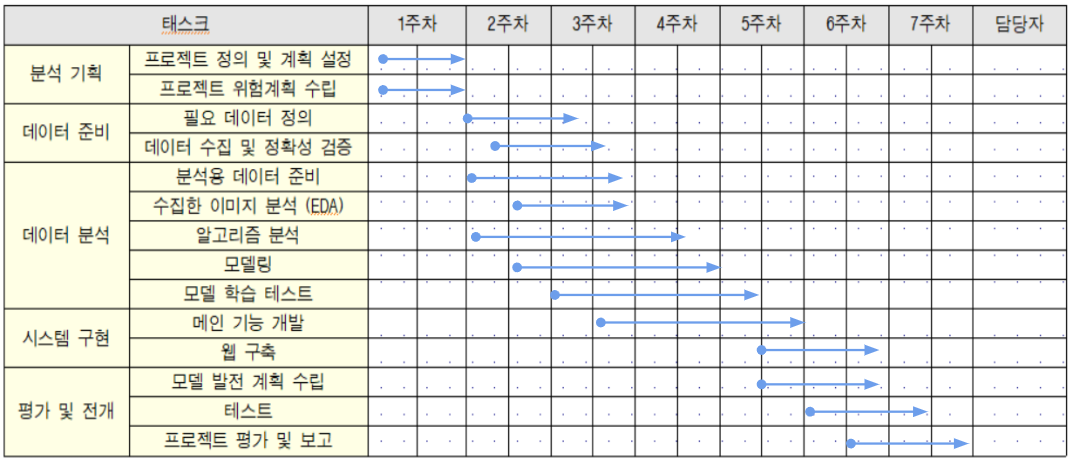 태스크 1주차 2주차 3주차 4주차 5주차 6주차 7주차 담당자
분석 기획 프로젝트 정의 및 계획 설정
프로젝트 위험계획 수립
데이터 준비 필요 데이터 정의
데이터 수집 및 정확성 검증
데이터 분석 분석용 데이터 준비
수집한 이미지 분석 (EDA)
알고리즘 분석
모델링
모델 학습 테스트
시스템 구현 메인 기능 개발
웹 구축
평가 및 전개 모델 발전 계획 수립
테스트
프로젝트 평가 및 보고